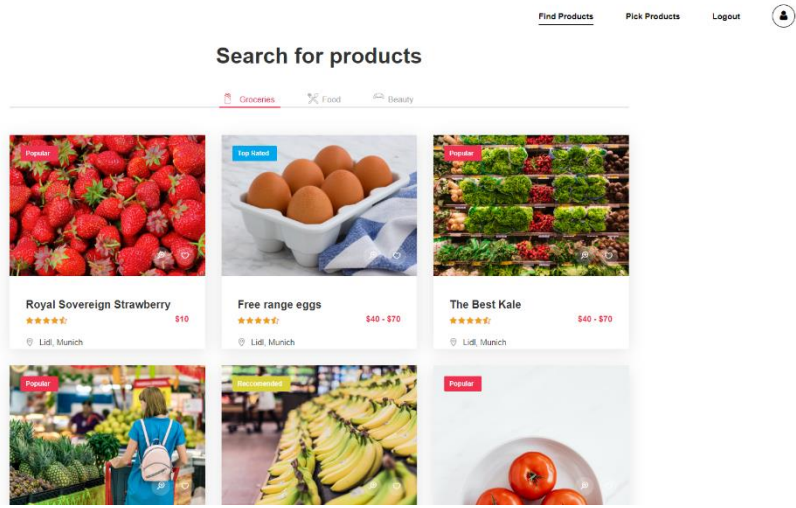 Find Products Pick Products Logout
Search for products
Groceries Food Beauty
Popular Top Rated Popular
Royal Sovereign Strawberry Free range eggs The Best Kale
$10 $40 - $70 $40 - $70
Lidl, Munich Lidl, Munich Lidl, Munich
Popular Reccomended Popular